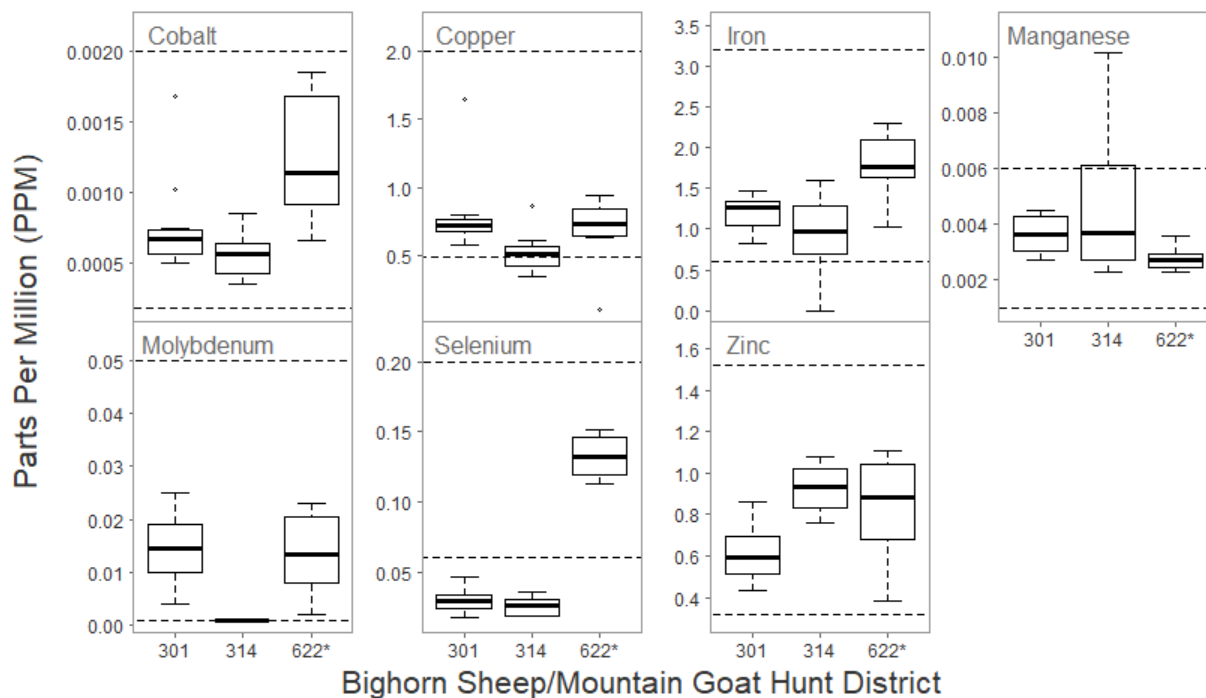 Parts Per Million (PPM)
Cobalt
0.0020
0.0015
0.0010
0.0005
Copper
2.0
1.5
1.0
0.5
Iron
3.5
3.0
2.5
2.0
1.5
1.0
0.5
0.0
Manganese
0.010
0.008
0.006
0.004
0.002
301 314 622*
Molybdenum
0.05
0.04
0.03
0.02
0.01
0.00
301 314 622*
Selenium
0.20
0.15
0.10
0.05
301 314 622*
Zinc
1.6
1.4
1.2
1.0
0.8
0.6
0.4
301 314 622*
Bighorn Sheep/Mountain Goat Hunt District